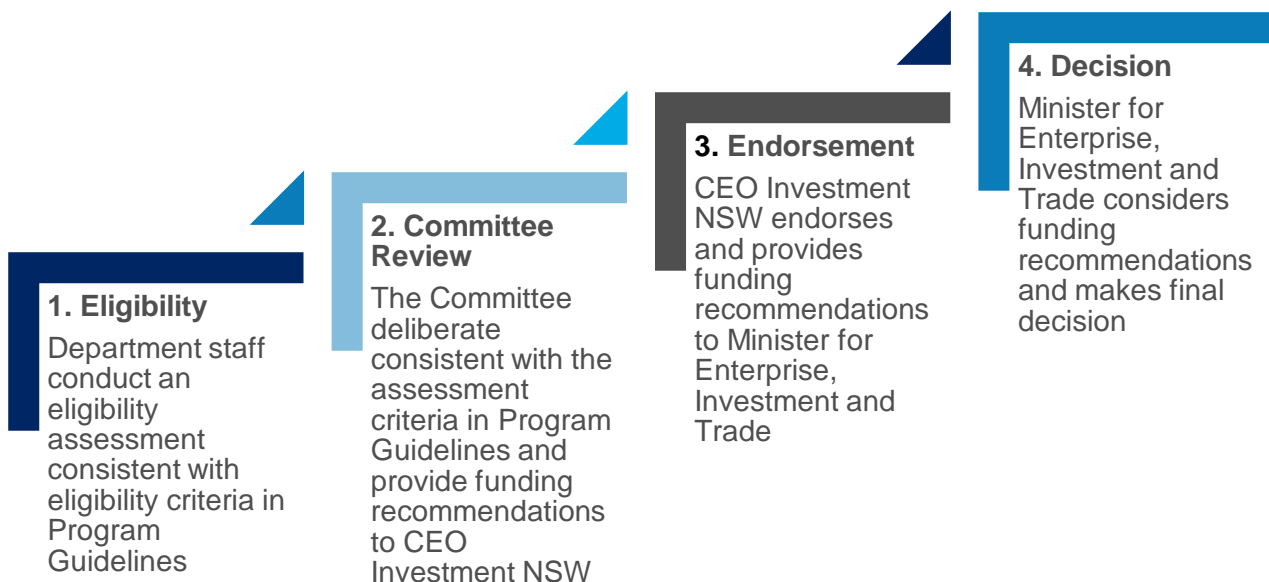 1. Eligibility
Department staff
conduct an
eligibility
assessment
consistent with
eligibility criteria in
Program
Guidelines
2. Committee
Review
The Committee
deliberate
consistent with the
assessment
criteria in Program
Guidelines and
provide funding
recommendations
to CEO
Investment NSW
3. Endorsement
CEO Investment
NSW endorses
and provides
funding
recommendations
to Minister for
Enterprise,
Investment and
Trade
4. Decision
Minister for
Enterprise,
Investment and
Trade considers
funding
recommendations
and makes final
decision